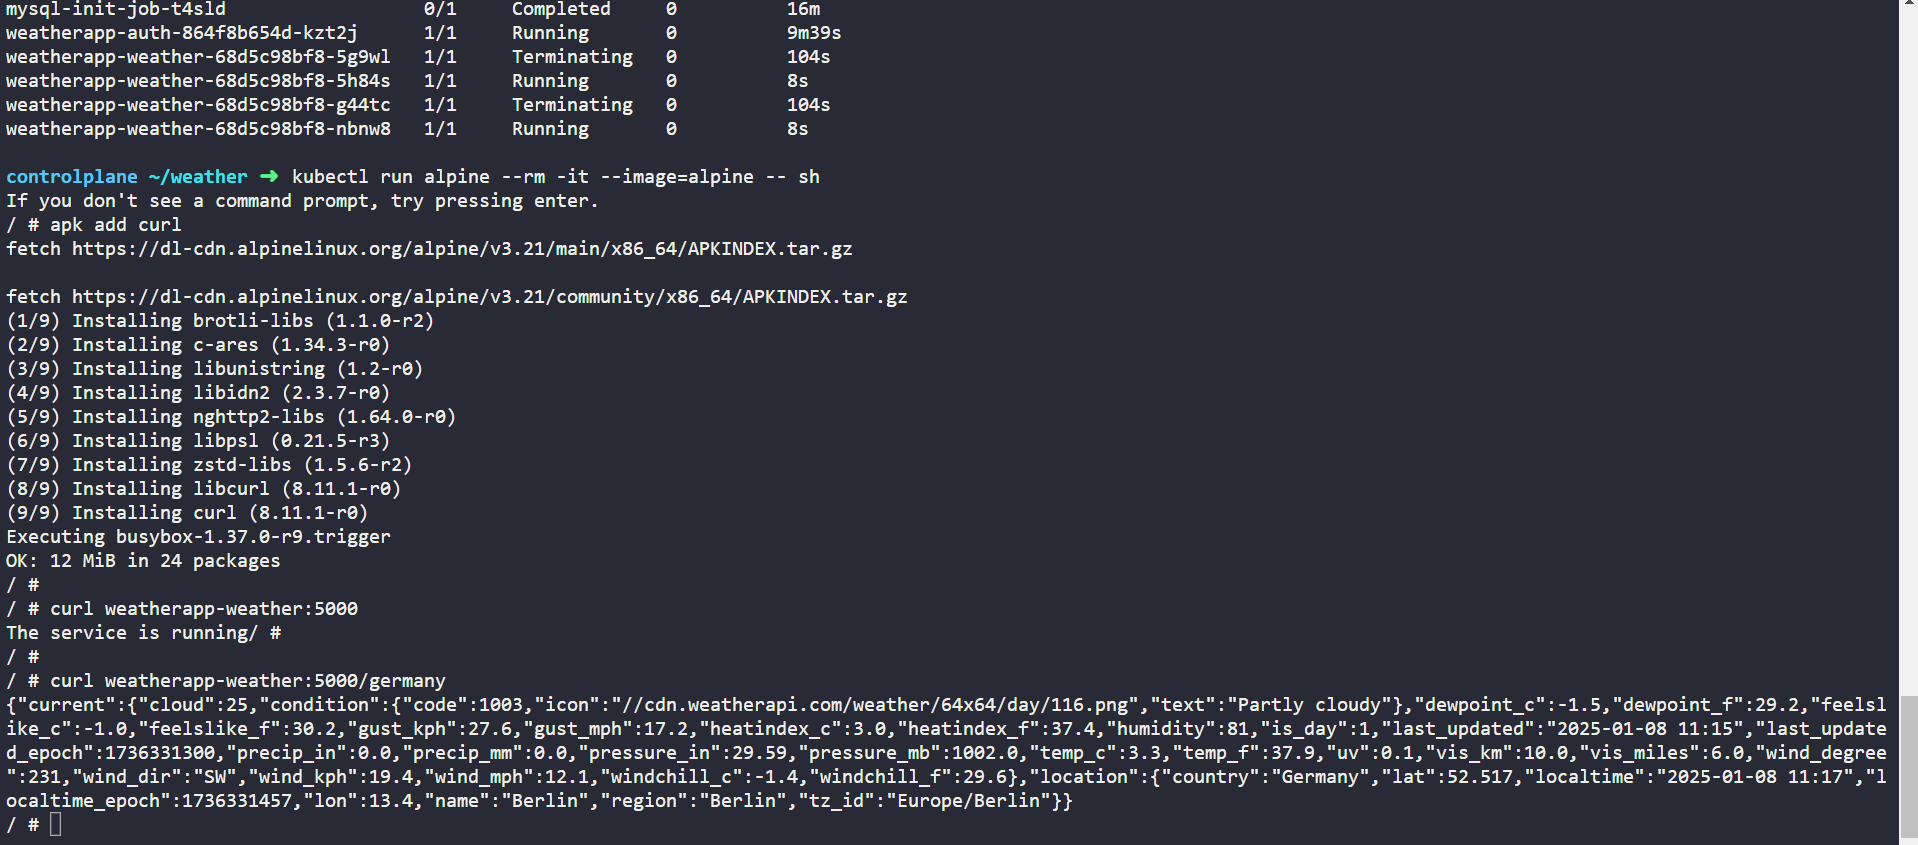 mysql-init-job-t4sld                  0/1     Completed     0          16m
weatherapp-auth-864f8b654d-kzt2j      1/1     Running       0          9m39s
weatherapp-weather-68d5c98bf8-5g9wl   1/1     Terminating   0          104s
weatherapp-weather-68d5c98bf8-5h84s   1/1     Running       0          8s
weatherapp-weather-68d5c98bf8-g44tc   1/1     Terminating   0          104s
weatherapp-weather-68d5c98bf8-nbnw8   1/1     Running       0          8s
controlplane ~/weather ➜ kubectl run alpine --rm -it --image=alpine -- sh
If you don't see a command prompt, try pressing enter.
/ # apk add curl
fetch https://dl-cdn.alpinelinux.org/alpine/v3.21/main/x86_64/APKINDEX.tar.gz
fetch https://dl-cdn.alpinelinux.org/alpine/v3.21/community/x86_64/APKINDEX.tar.gz
(1/9) Installing brotli-libs (1.1.0-r2)
(2/9) Installing c-ares (1.34.3-r0)
(3/9) Installing libunistring (1.2-r0)
(4/9) Installing libidn2 (2.3.7-r0)
(5/9) Installing nghttp2-libs (1.64.0-r0)
(6/9) Installing libpsl (0.21.5-r3)
(7/9) Installing zstd-libs (1.5.6-r2)
(8/9) Installing libcurl (8.11.1-r0)
(9/9) Installing curl (8.11.1-r0)
Executing busybox-1.37.0-r9.trigger
OK: 12 MiB in 24 packages
/ #
/ # curl weatherapp-weather:5000
The service is running/ #
/ #
/ # curl weatherapp-weather:5000/germany
{"current":{"cloud":25,"condition":{"code":1003,"icon":"//cdn.weatherapi.com/weather/64x64/day/116.png","text":"Partly cloudy"},"dewpoint_c":-1.5,"dewpoint_f":29.2,"feelsl
ike_c":-1.0,"feelslike_f":30.2,"gust_kph":27.6,"gust_mph":17.2,"heatindex_c":3.0,"heatindex_f":37.4,"humidity":81,"is_day":1,"last_updated":"2025-01-08 11:15","last_update
d_epoch":1736331300,"precip_in":0.0,"precip_mm":0.0,"pressure_in":29.59,"pressure_mb":1002.0,"temp_c":3.3,"temp_f":37.9,"uv":0.1,"vis_km":10.0,"vis_miles":6.0,"wind_degree
":231,"wind_dir":"SW","wind_kph":19.4,"wind_mph":12.1,"windchill_c":-1.4,"windchill_f":29.6},"location":{"country":"Germany","lat":52.517,"localtime":"2025-01-08 11:17","l
ocaltime_epoch":1736331457,"lon":13.4,"name":"Berlin","region":"Berlin","tz_id":"Europe/Berlin"}}
/ #